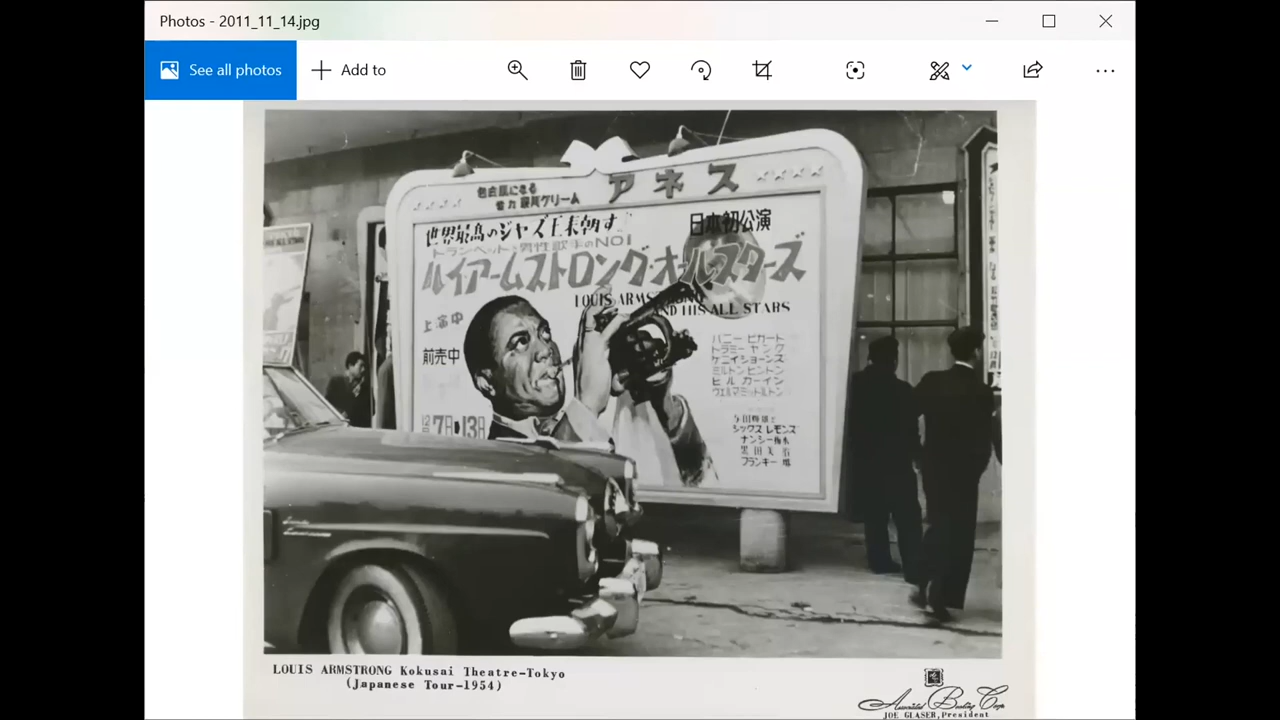 Photos - 2011_11_14.jpg
See all photos
Add to
アネス
世界最高のジャズ王来朝す！
日本初公演
トランペットと男性歌手のNO1
ルイ・アームストロング・オールスターズ
LOUIS ARMSTRONG
AND HIS ALL STARS
上演中
前売中
12月7日・13日
バニー ビガート
トラミー ヤング
ケニイジョーンズ
ミルトン ヒントン
ビル カーイン
ヴェルマミットルトン
シックス レモンズ
ナンシー梅木
黒田美治
フランキー 堺
LOUIS ARMSTRONG Kokusai Theatre-Tokyo
(Japanese Tour-1954)
Associated Booking Corp.
JOE GLASER, President